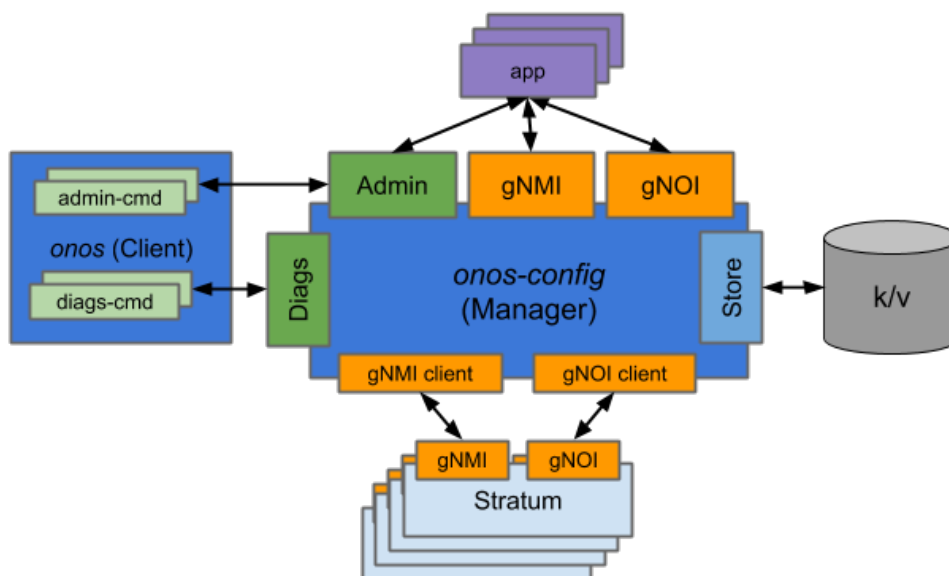 app
Admin
gNMI
gNOI
admin-cmd
onos (Client)
diags-cmd
Diags
onos-config
(Manager)
Store
k/v
gNMI client
gNOI client
gNMI
gNOI
Stratum